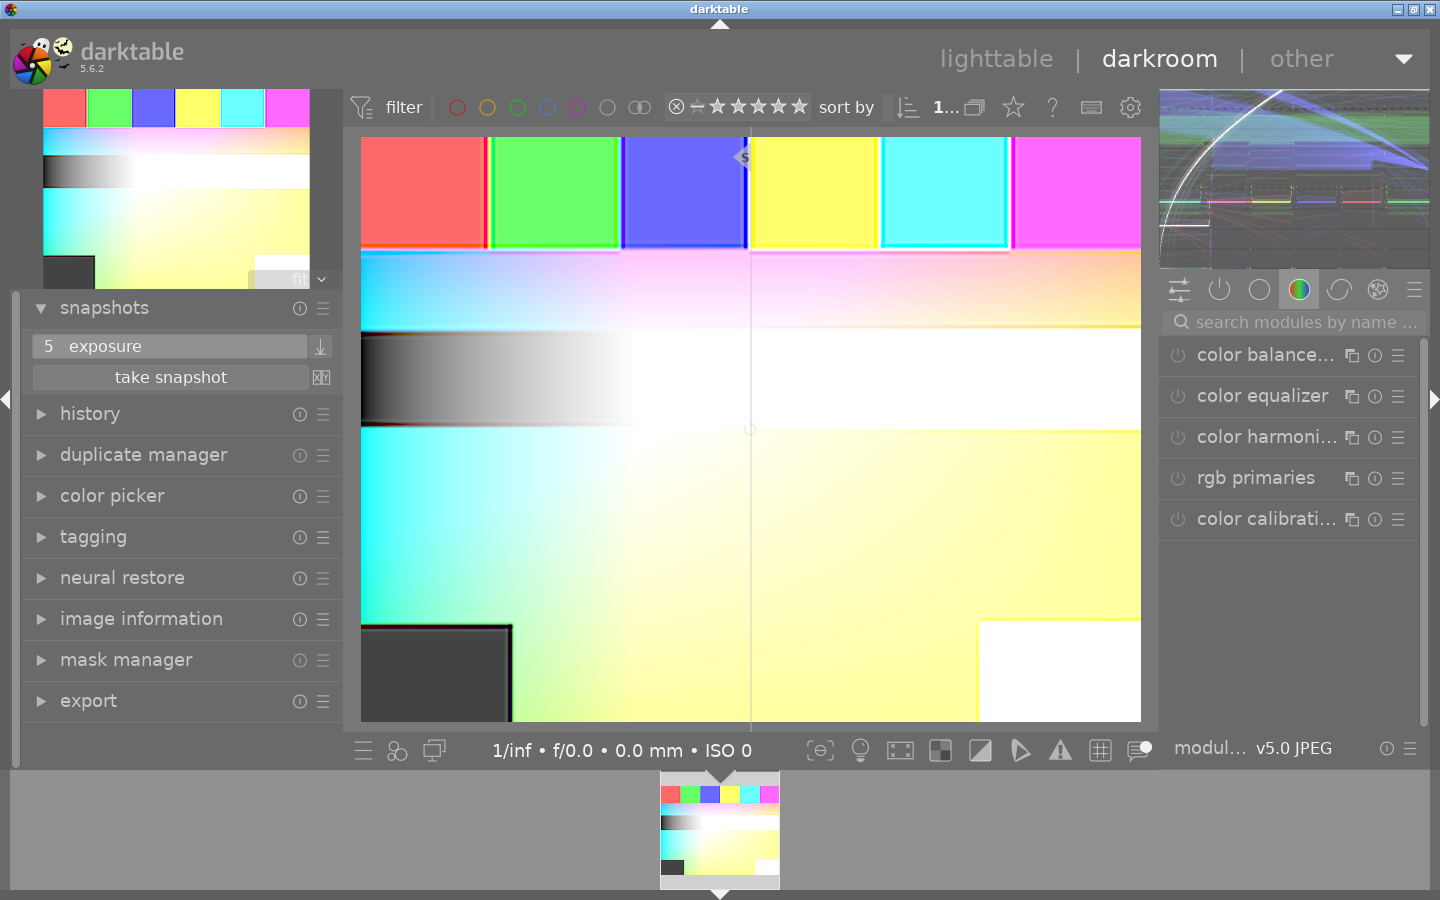 darktable
darktable
5.6.2
lighttable | darkroom | other
filter
sort by
1...
S
fit
snapshots
5 exposure
take snapshot
history
duplicate manager
color picker
tagging
neural restore
image information
mask manager
export
search modules by name ...
color balance...
color equalizer
color harmoni...
rgb primaries
color calibrati...
1/inf • f/0.0 • 0.0 mm • ISO 0
modul... v5.0 JPEG